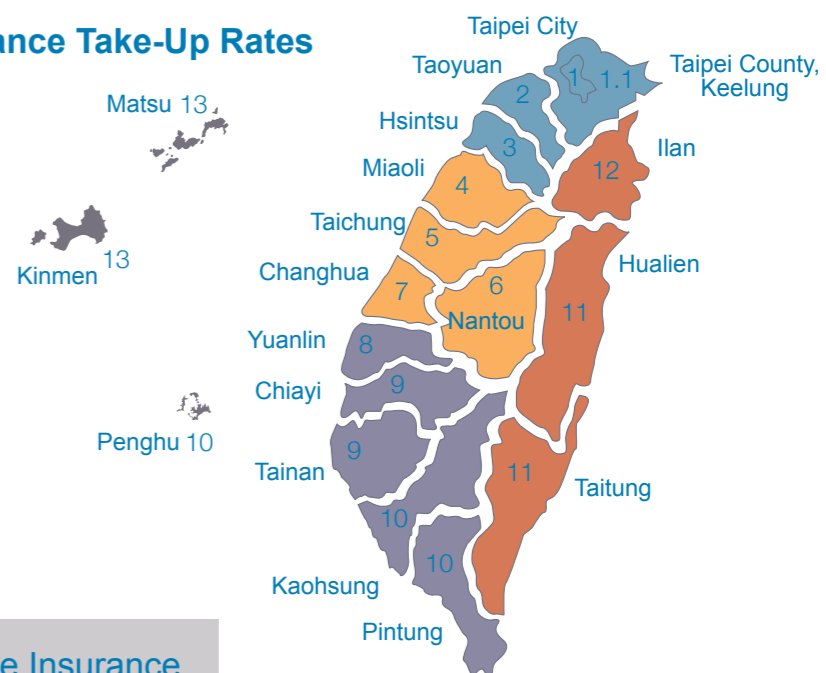 ance Take-Up Rates
Taipei City
Taoyuan
Taipei County,
Keelung
1
1.1
2
Matsu 13
Hsintsu
3
Ilan
12
Miaoli
4
Taichung
5
Kinmen 13
Changhua
7
6
Nantou
Hualien
11
Yuanlin
8
Chiayi
9
Penghu 10
Tainan
9
11
Taitung
10
Kaohsung
10
Pintung
e Insurance